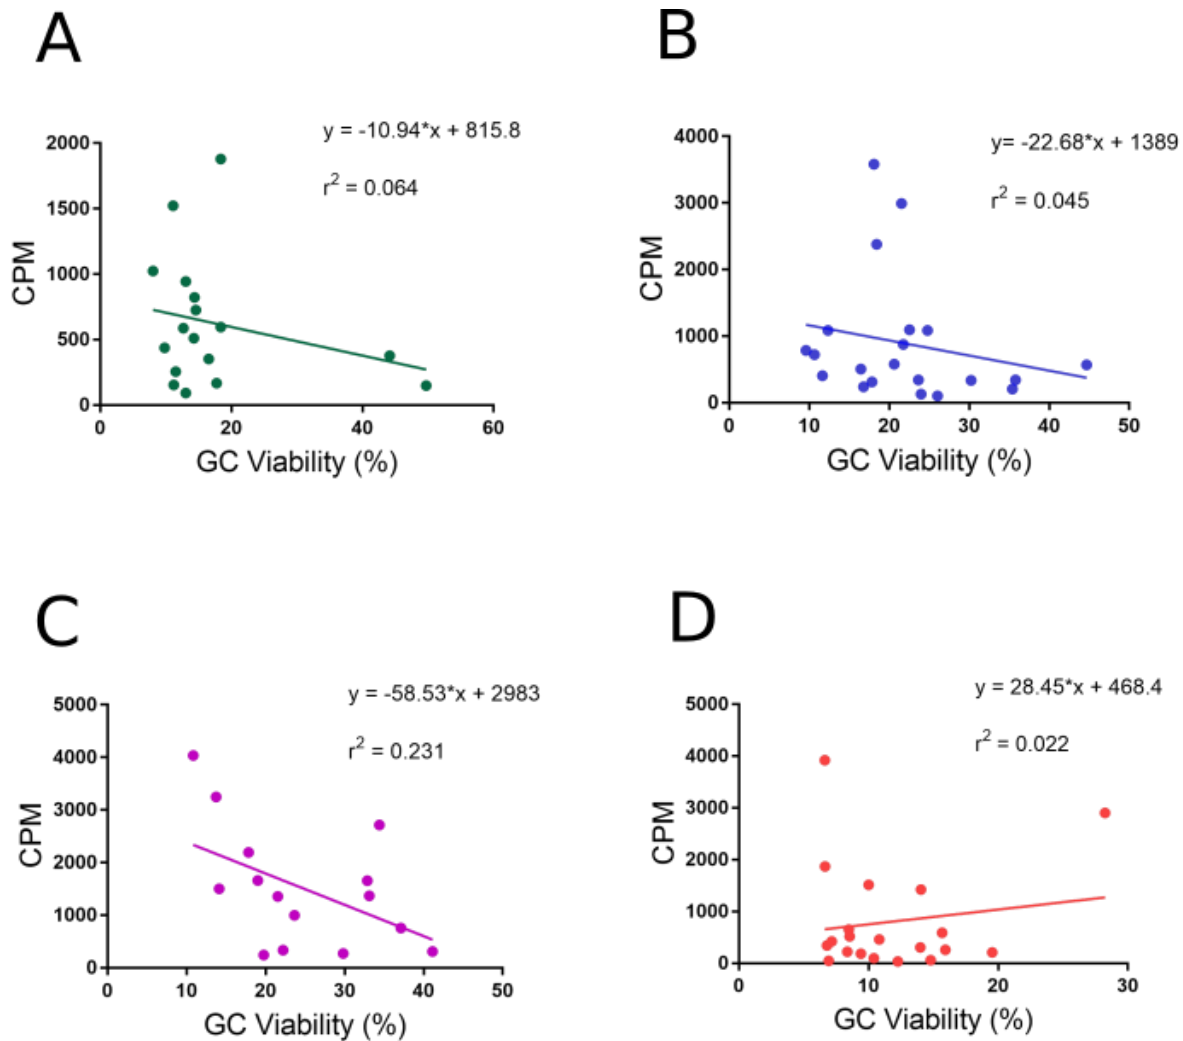 A
y = -10.94*x + 815.8
r² = 0.064
2000
1500
1000
500
0
CPM
0 20 40 60
GC Viability (%)
B
y= -22.68*x + 1389
r² = 0.045
4000
3000
2000
1000
0
CPM
0 10 20 30 40 50
GC Viability (%)
C
y = -58.53*x + 2983
r² = 0.231
5000
4000
3000
2000
1000
0
CPM
0 10 20 30 40 50
GC Viability (%)
D
y = 28.45*x + 468.4
r² = 0.022
5000
4000
3000
2000
1000
0
CPM
0 10 20 30
GC Viability (%)